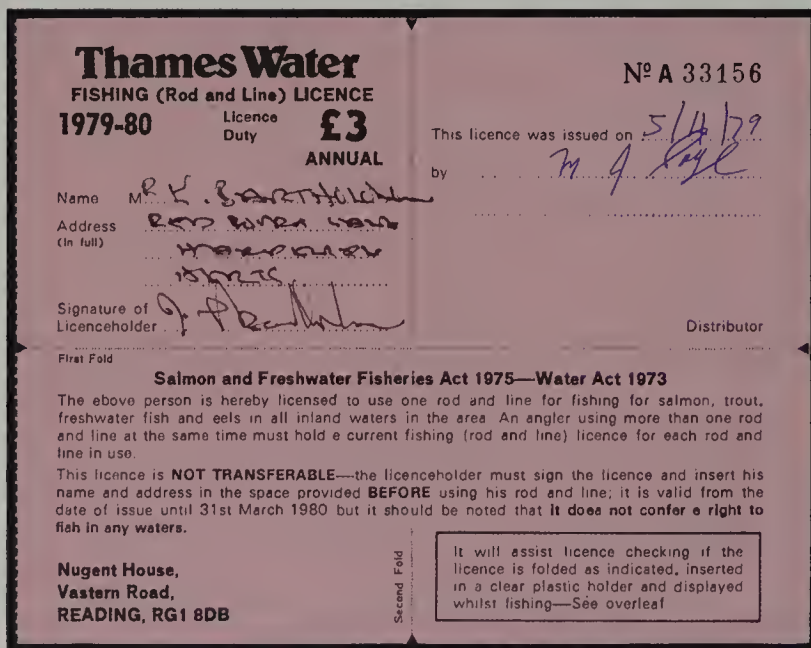 Thames Water
FISHING (Rod and Line) LICENCE
1979-80 Licence Duty £3
ANNUAL
Nº A 33156
This licence was issued on 5/4/79
by M J
Name MR K. BARTHOLOMEW
Address
(In full)
HARPENDEN
HERTS
Signature of
Licenceholder
Distributor
First Fold
Salmon and Freshwater Fisheries Act 1975—Water Act 1973
The above person is hereby licensed to use one rod and line for fishing for salmon, trout,
freshwater fish and eels in all inland waters in the area An angler using more than one rod
and line at the same time must hold a current fishing (rod and line) licence for each rod and
line in use.
This licence is NOT TRANSFERABLE—the licenceholder must sign the licence and insert his
name and address in the space provided BEFORE using his rod and line; it is valid from the
date of issue until 31st March 1980 but it should be noted that it does not confer a right to
fish in any waters.
Nugent House,
Vastern Road,
READING, RG1 8DB
Second Fold
It will assist licence checking if the
licence is folded as indicated, inserted
in a clear plastic holder and displayed
whilst fishing—See overleaf